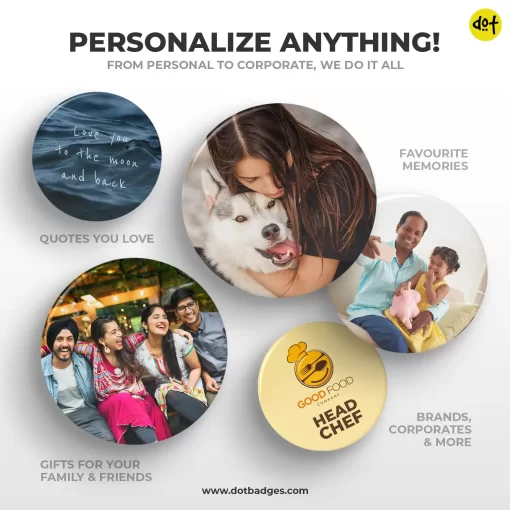 dot
PERSONALIZE ANYTHING!
FROM PERSONAL TO CORPORATE, WE DO IT ALL
Love you
to the moon
and back
QUOTES YOU LOVE
FAVOURITE
MEMORIES
GOOD FOOD
COMPANY
HEAD
CHEF
BRANDS,
CORPORATES
& MORE
GIFTS FOR YOUR
FAMILY & FRIENDS
www.dotbadges.com